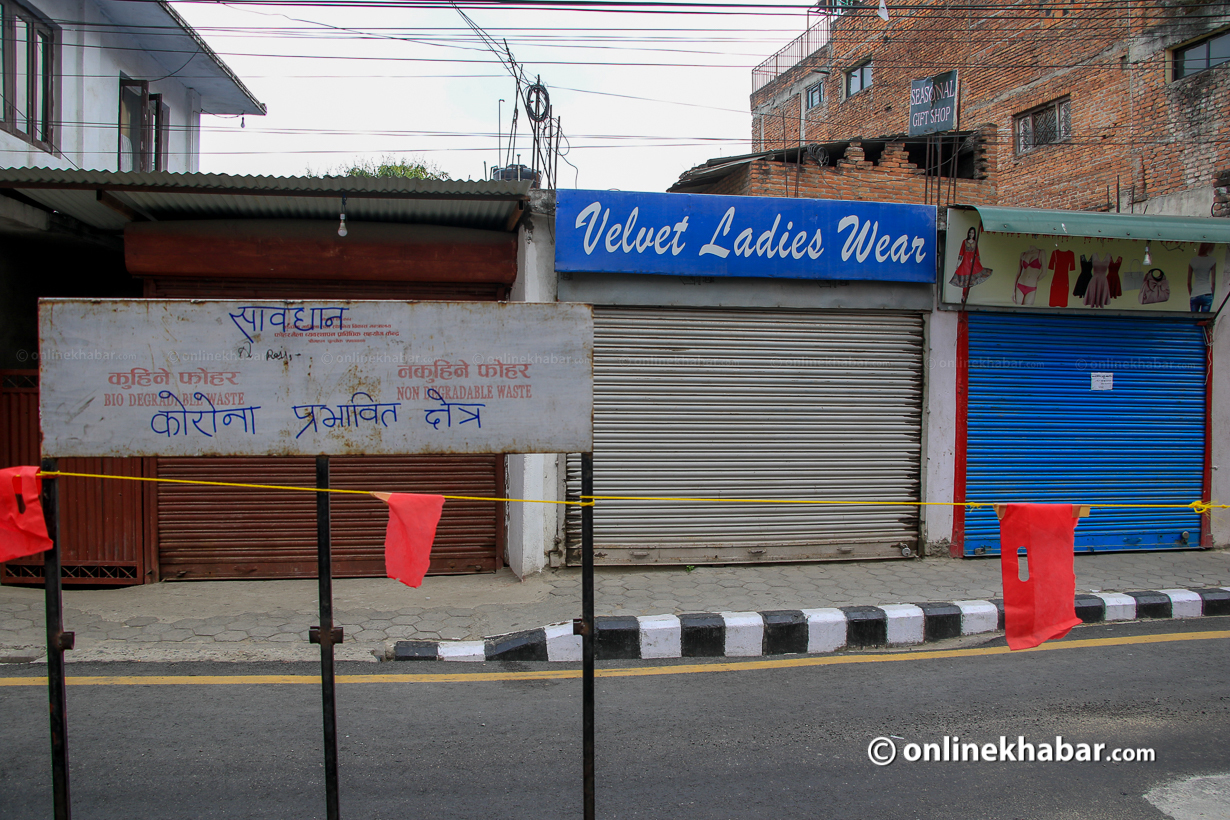 SEASONAL
GIFT SHOP
Velvet Ladies Wear
सावधान
कुहिने फोहर
BIO DEGRADABLE WASTE
नकुहिने फोहर
NON DEGRADABLE WASTE
कोरोना प्रभावित क्षेत्र
© onlinekhabar.com